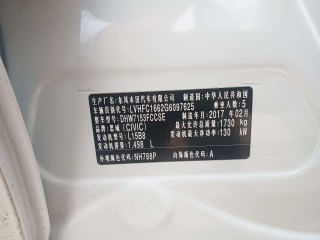 生产厂名：东风本田汽车有限公司 制造国：中华人民共和国
车辆识别代号：LVHFC1662G6097625 乘坐人数：5
整车型号：DHW7153FCCSE 制造年月：2017 年 02月
品牌：思域（CIVIC） 最大允许总质量：1730 kg
发动机型号：L15B8 发动机最大净功率：130 kW
发动机排量：1.498 L
外观颜色代码：NH788P 内饰颜色代码：A